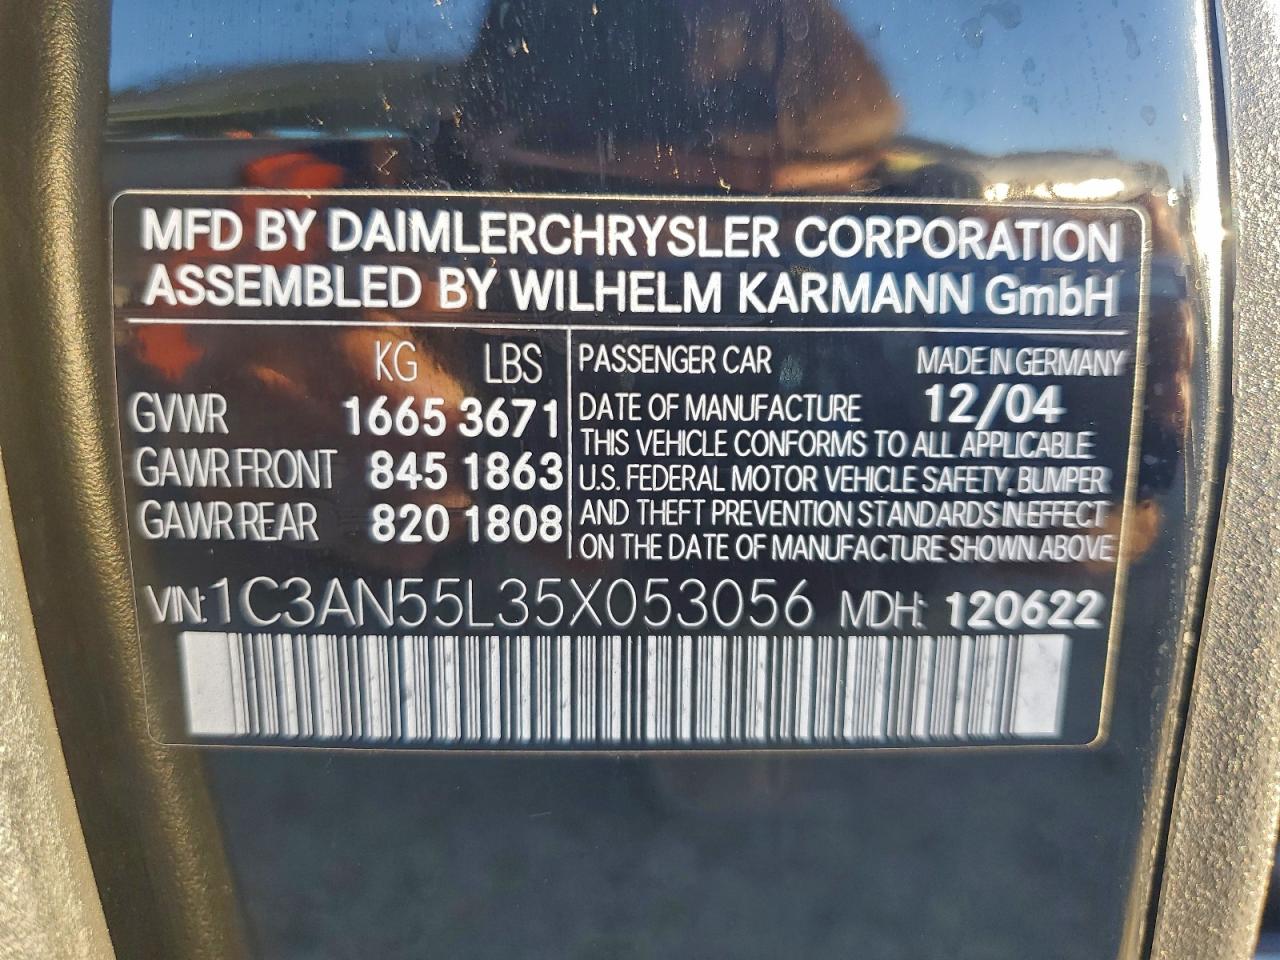 MFD BY DAIMLERCHRYSLER CORPORATION
ASSEMBLED BY WILHELM KARMANN GmbH
KG LBS
GVWR 1665 3671
GAWR FRONT 845 1863
GAWR REAR 820 1808
PASSENGER CAR MADE IN GERMANY
DATE OF MANUFACTURE 12/04
THIS VEHICLE CONFORMS TO ALL APPLICABLE
U.S. FEDERAL MOTOR VEHICLE SAFETY, BUMPER
AND THEFT PREVENTION STANDARDS IN EFFECT
ON THE DATE OF MANUFACTURE SHOWN ABOVE
VIN: 1C3AN55L35X053056 MDH: 120622